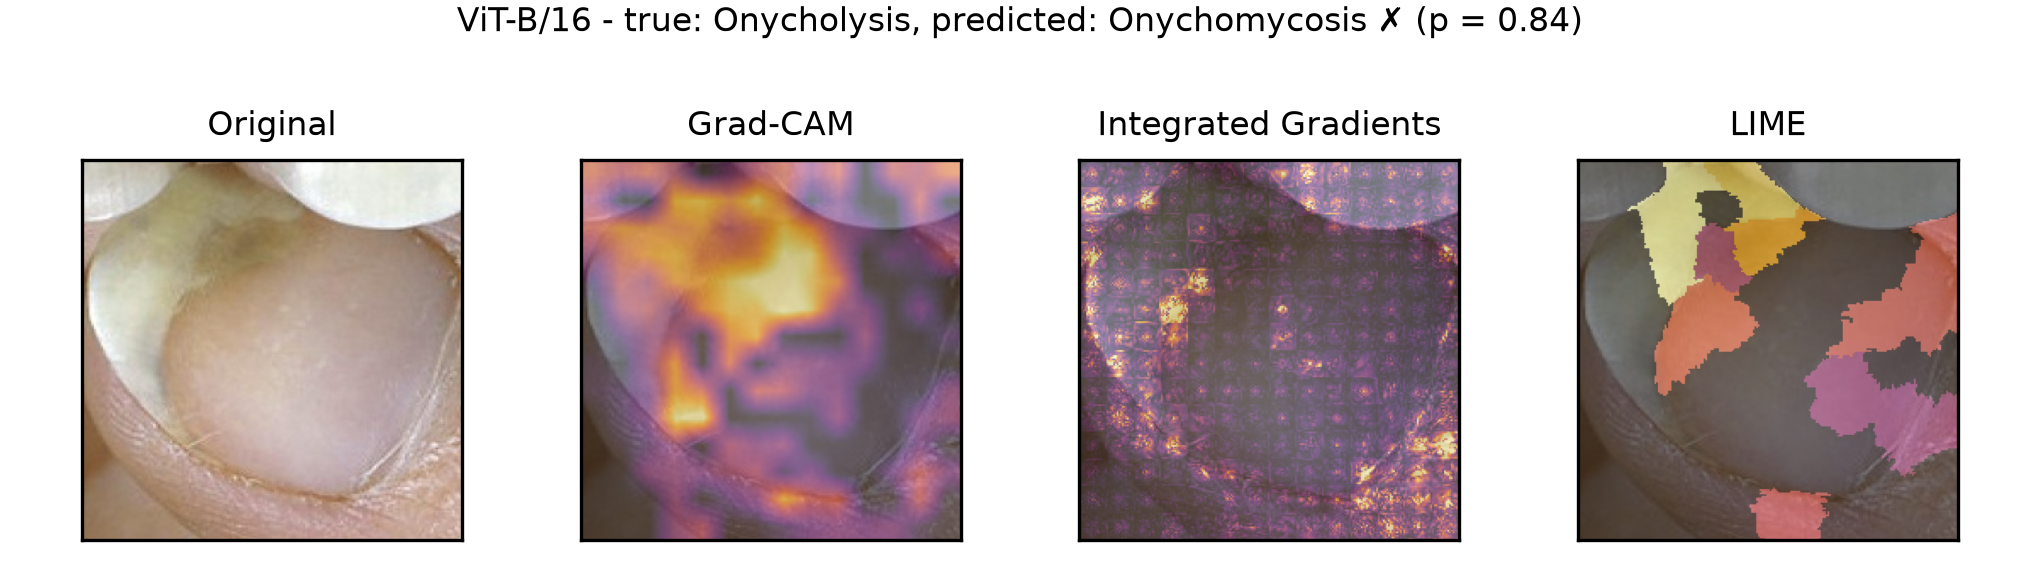 ViT-B/16 - true: Onycholysis, predicted: Onychomycosis ✗ (p = 0.84)
Original
Grad-CAM
Integrated Gradients
LIME